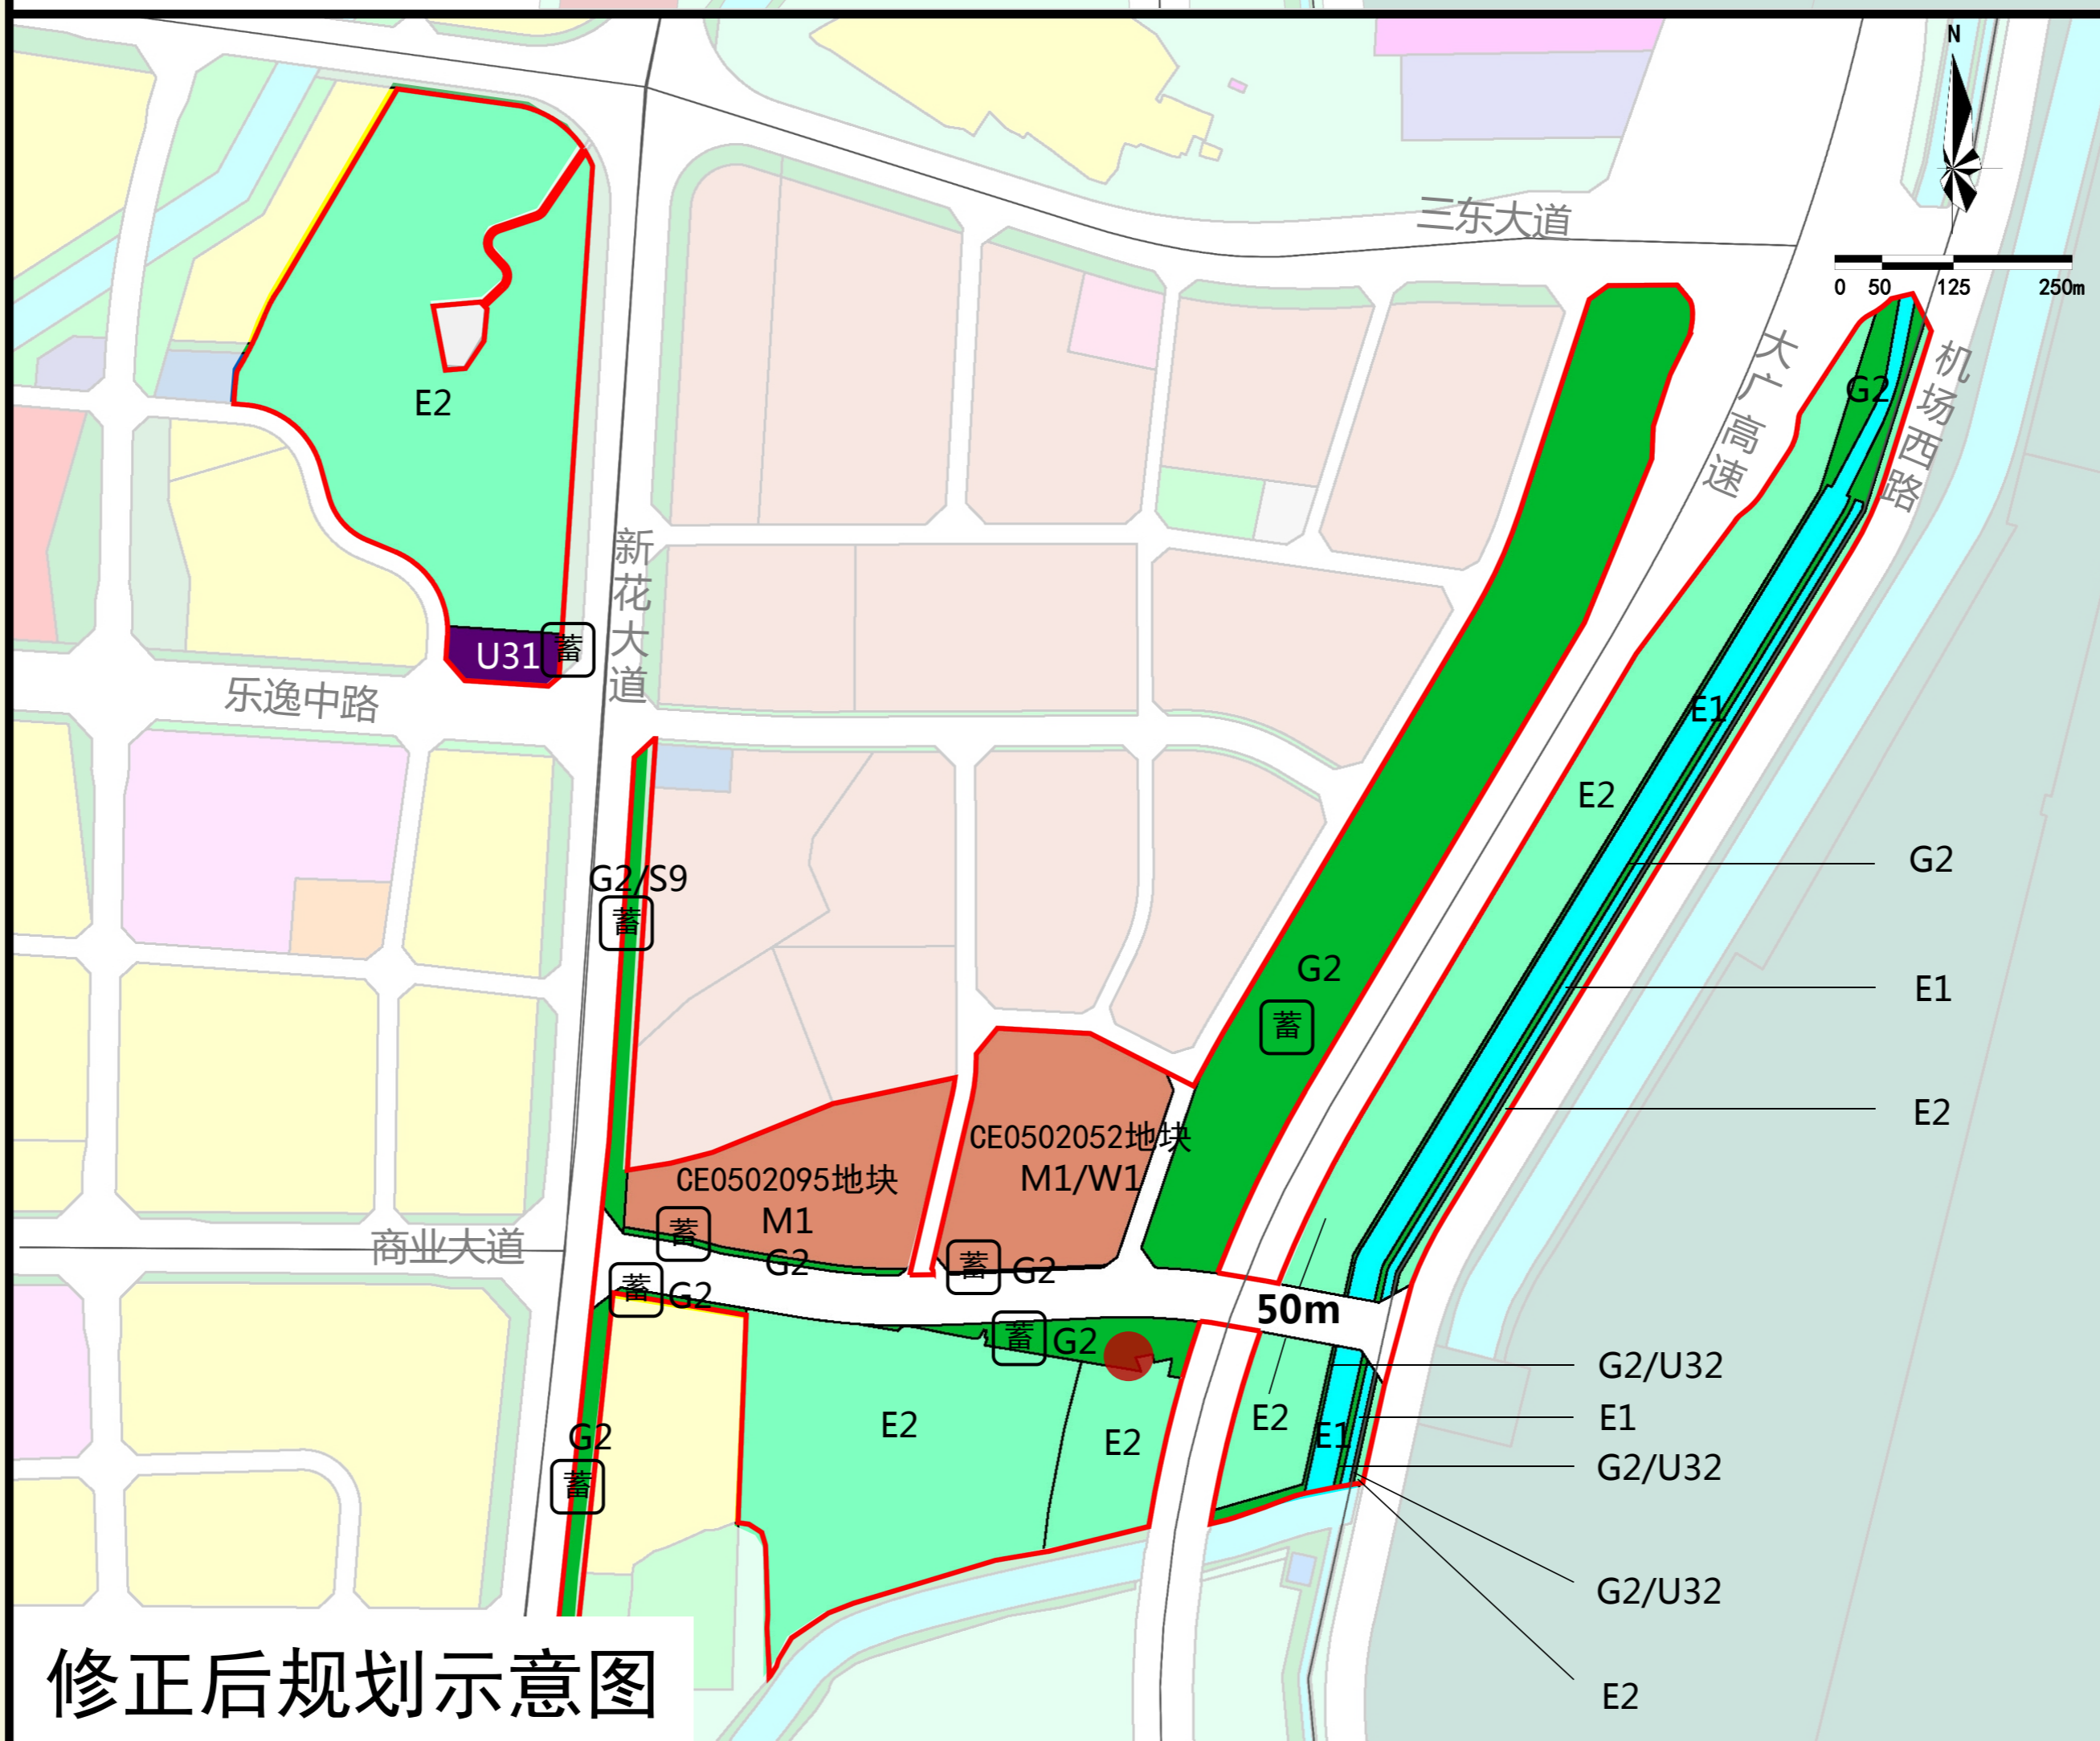 N
三东大道
0 50 125 250m
大广高速
机场西路
G2
E2
新花大道
U31
蓄
乐逸中路
E1
E2
G2
G2/S9
蓄
G2
蓄
E1
E2
CE0502052地块
M1/W1
CE0502095地块
M1
蓄
G2
蓄
G2
商业大道
蓄
G2
50m
蓄
G2
G2/U32
E2
E2
E2
E1
E1
G2
蓄
G2/U32
G2/U32
E2
修正后规划示意图